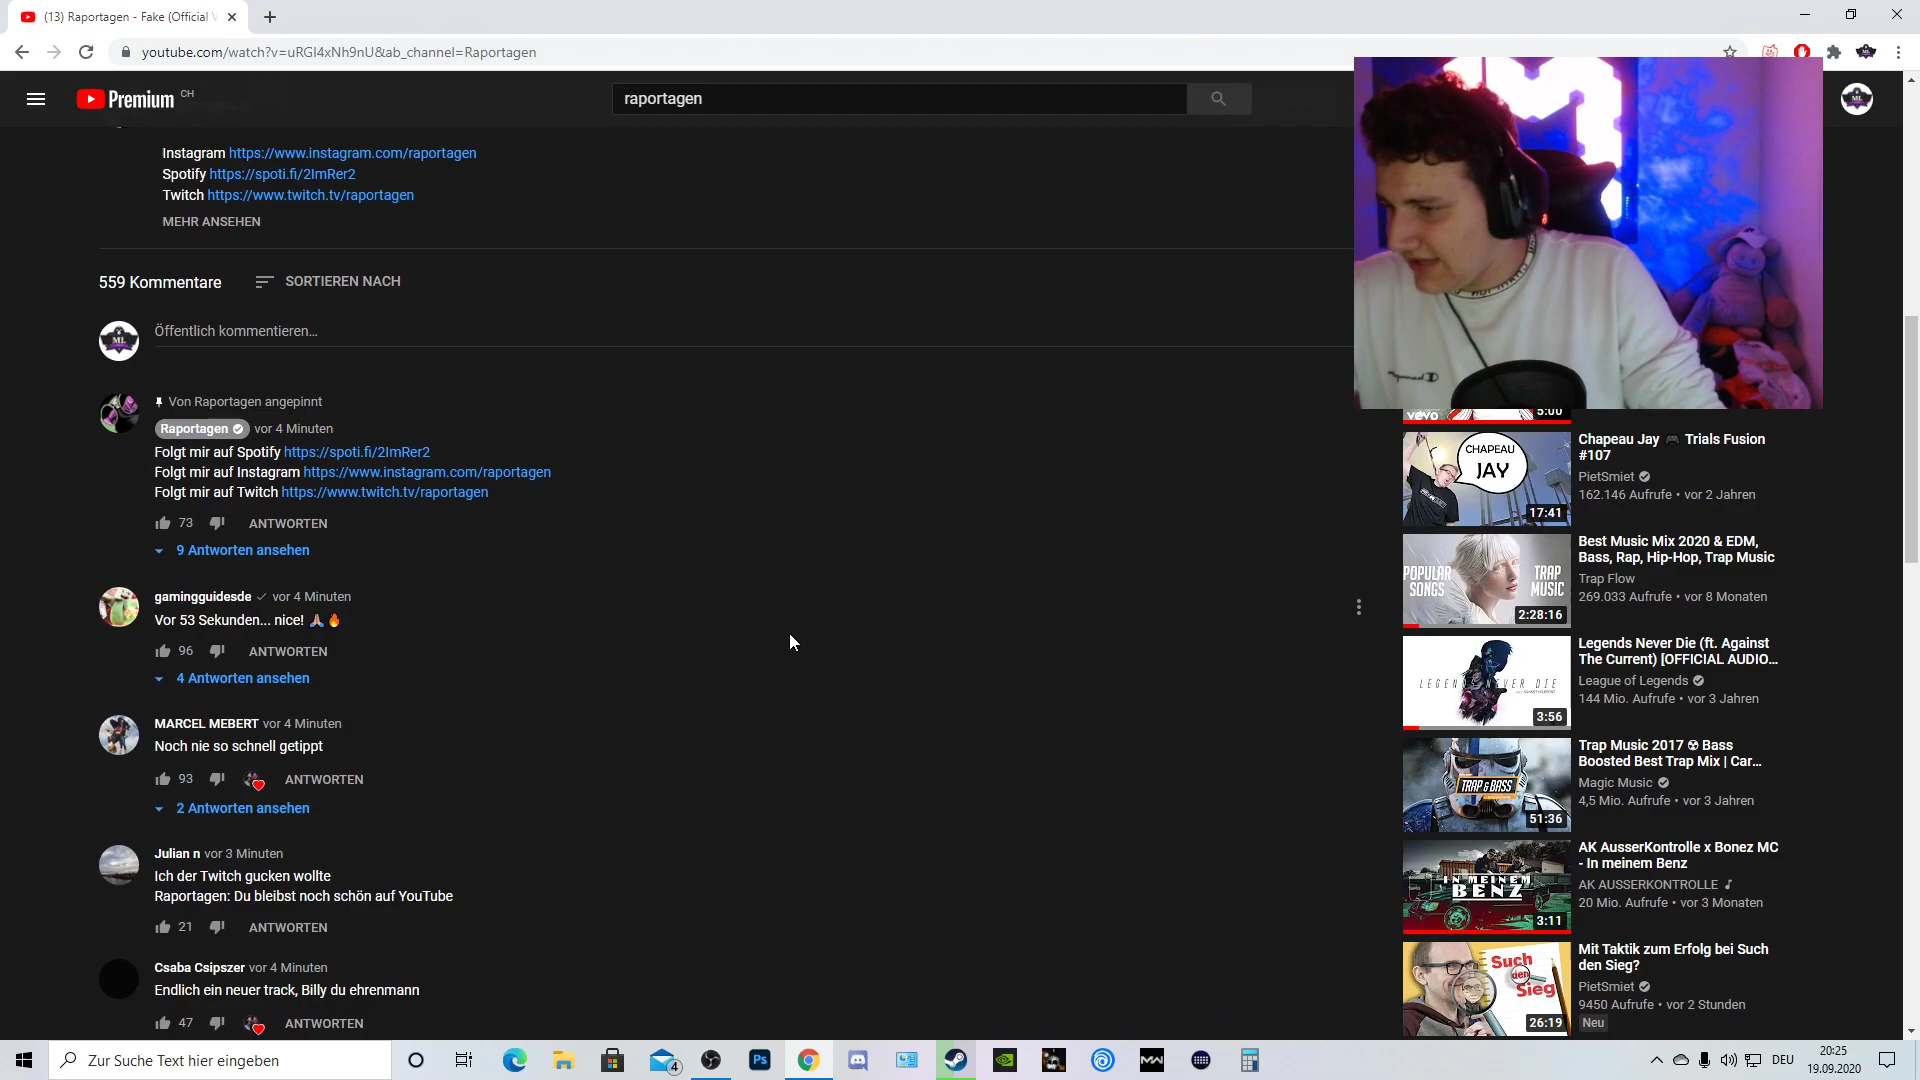 (13) Raportagen - Fake (Official V
youtube.com/watch?v=uRGI4xNh9nU&ab_channel=Raportagen
Premium CH
raportagen
ML
Instagram https://www.instagram.com/raportagen
Spotify https://spoti.fi/2ImRer2
Twitch https://www.twitch.tv/raportagen
MEHR ANSEHEN
559 Kommentare
SORTIEREN NACH
ML
Öffentlich kommentieren...
Von Raportagen angepinnt
Raportagen vor 4 Minuten
Folgt mir auf Spotify https://spoti.fi/2ImRer2
Folgt mir auf Instagram https://www.instagram.com/raportagen
Folgt mir auf Twitch https://www.twitch.tv/raportagen
73 ANTWORTEN
9 Antworten ansehen
gamingguidesde vor 4 Minuten
Vor 53 Sekunden... nice! 🙏🏽🔥
96 ANTWORTEN
4 Antworten ansehen
MARCEL MEBERT vor 4 Minuten
Noch nie so schnell getippt
93 ANTWORTEN
2 Antworten ansehen
Julian n vor 3 Minuten
Ich der Twitch gucken wollte
Raportagen: Du bleibst noch schön auf YouTube
21 ANTWORTEN
Csaba Csipszer vor 4 Minuten
Endlich ein neuer track, Billy du ehrenmann
47 ANTWORTEN
vevo
5:00
CHAPEAU
JAY
17:41
Chapeau Jay 🎮 Trials Fusion
#107
PietSmiet
162.146 Aufrufe • vor 2 Jahren
POPULAR
SONGS
TRAP
MUSIC
2:28:16
Best Music Mix 2020 & EDM,
Bass, Rap, Hip-Hop, Trap Music
Trap Flow
269.033 Aufrufe • vor 8 Monaten
LEGENDS NEVER DIE
3:56
Legends Never Die (ft. Against
The Current) [OFFICIAL AUDIO...
League of Legends
144 Mio. Aufrufe • vor 3 Jahren
TRAP & BASS
51:36
Trap Music 2017 ☢ Bass
Boosted Best Trap Mix | Car...
Magic Music
4,5 Mio. Aufrufe • vor 3 Jahren
IN MEINEM
BENZ
3:11
AK AusserKontrolle x Bonez MC
- In meinem Benz
AK AUSSERKONTROLLE
20 Mio. Aufrufe • vor 3 Monaten
Such
den
Sieg
26:19
Mit Taktik zum Erfolg bei Such
den Sieg?
PietSmiet
9450 Aufrufe • vor 2 Stunden
Neu
Zur Suche Text hier eingeben
4
Ps
DEU
20:25
19.09.2020